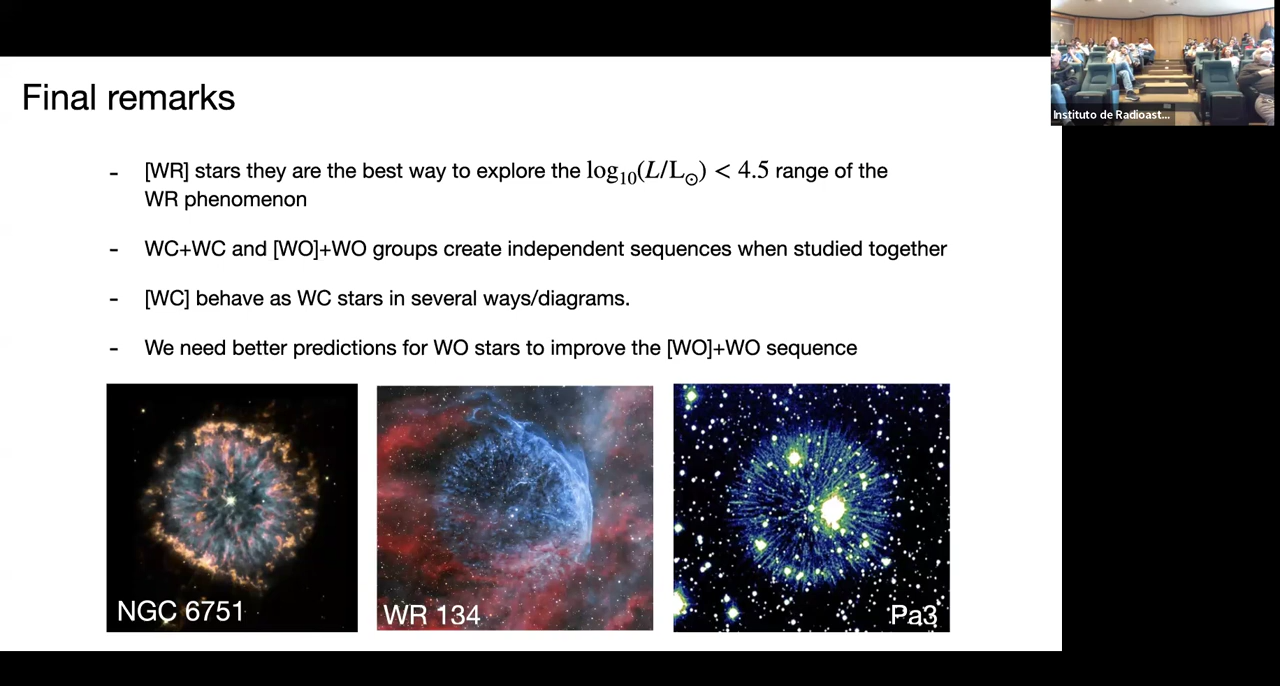 Final remarks
- [WR] stars they are the best way to explore the log₁₀(L/L⊙) < 4.5 range of the
WR phenomenon
- WC+WC and [WO]+WO groups create independent sequences when studied together
- [WC] behave as WC stars in several ways/diagrams.
- We need better predictions for WO stars to improve the [WO]+WO sequence
NGC 6751
WR 134
Pa3
Instituto de Radioast...